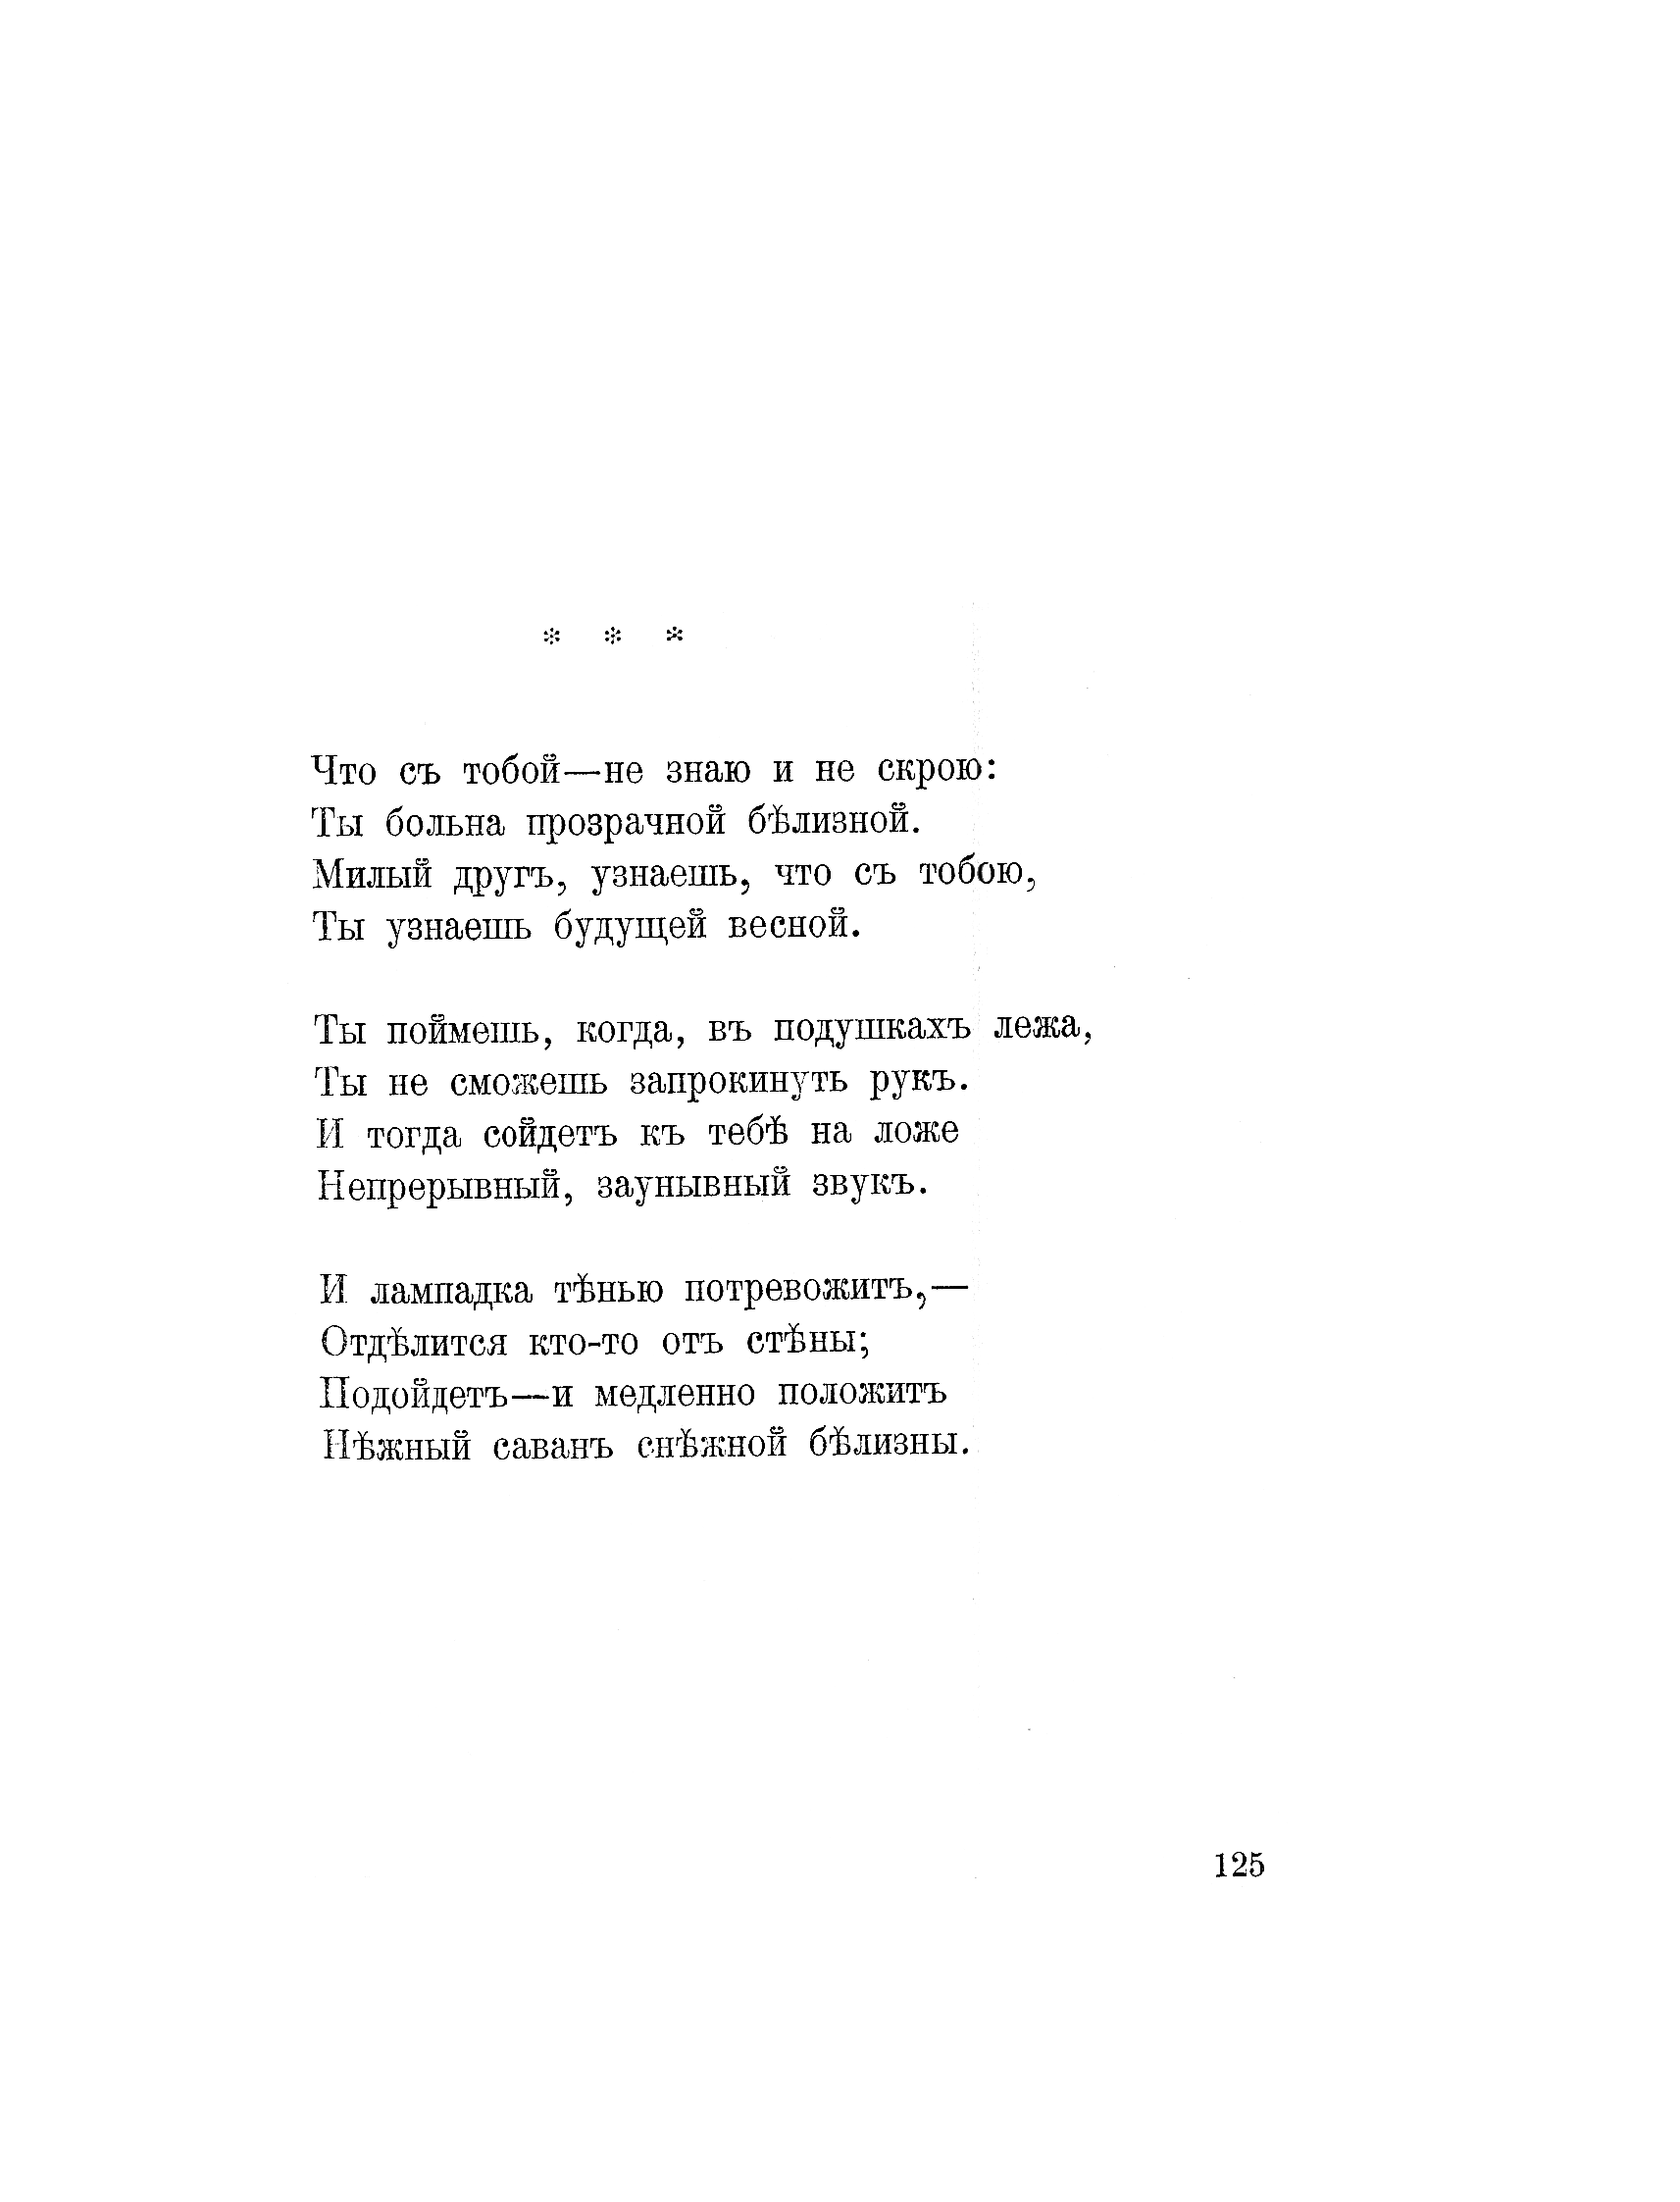 * * *
Что съ тобой—не знаю и не скрою:
Ты больна прозрачной бѣлизной.
Милый другъ, узнаешь, что съ тобою,
Ты узнаешь будущей весной.
Ты поймешь, когда, въ подушкахъ лежа,
Ты не сможешь запрокинуть рукъ.
И тогда сойдетъ къ тебѣ на ложе
Непрерывный, заунывный звукъ.
И лампадка тѣнью потревожитъ,—
Отдѣлится кто-то отъ стѣны;
Подойдетъ—и медленно положитъ
Нѣжный саванъ снѣжной бѣлизны.
125